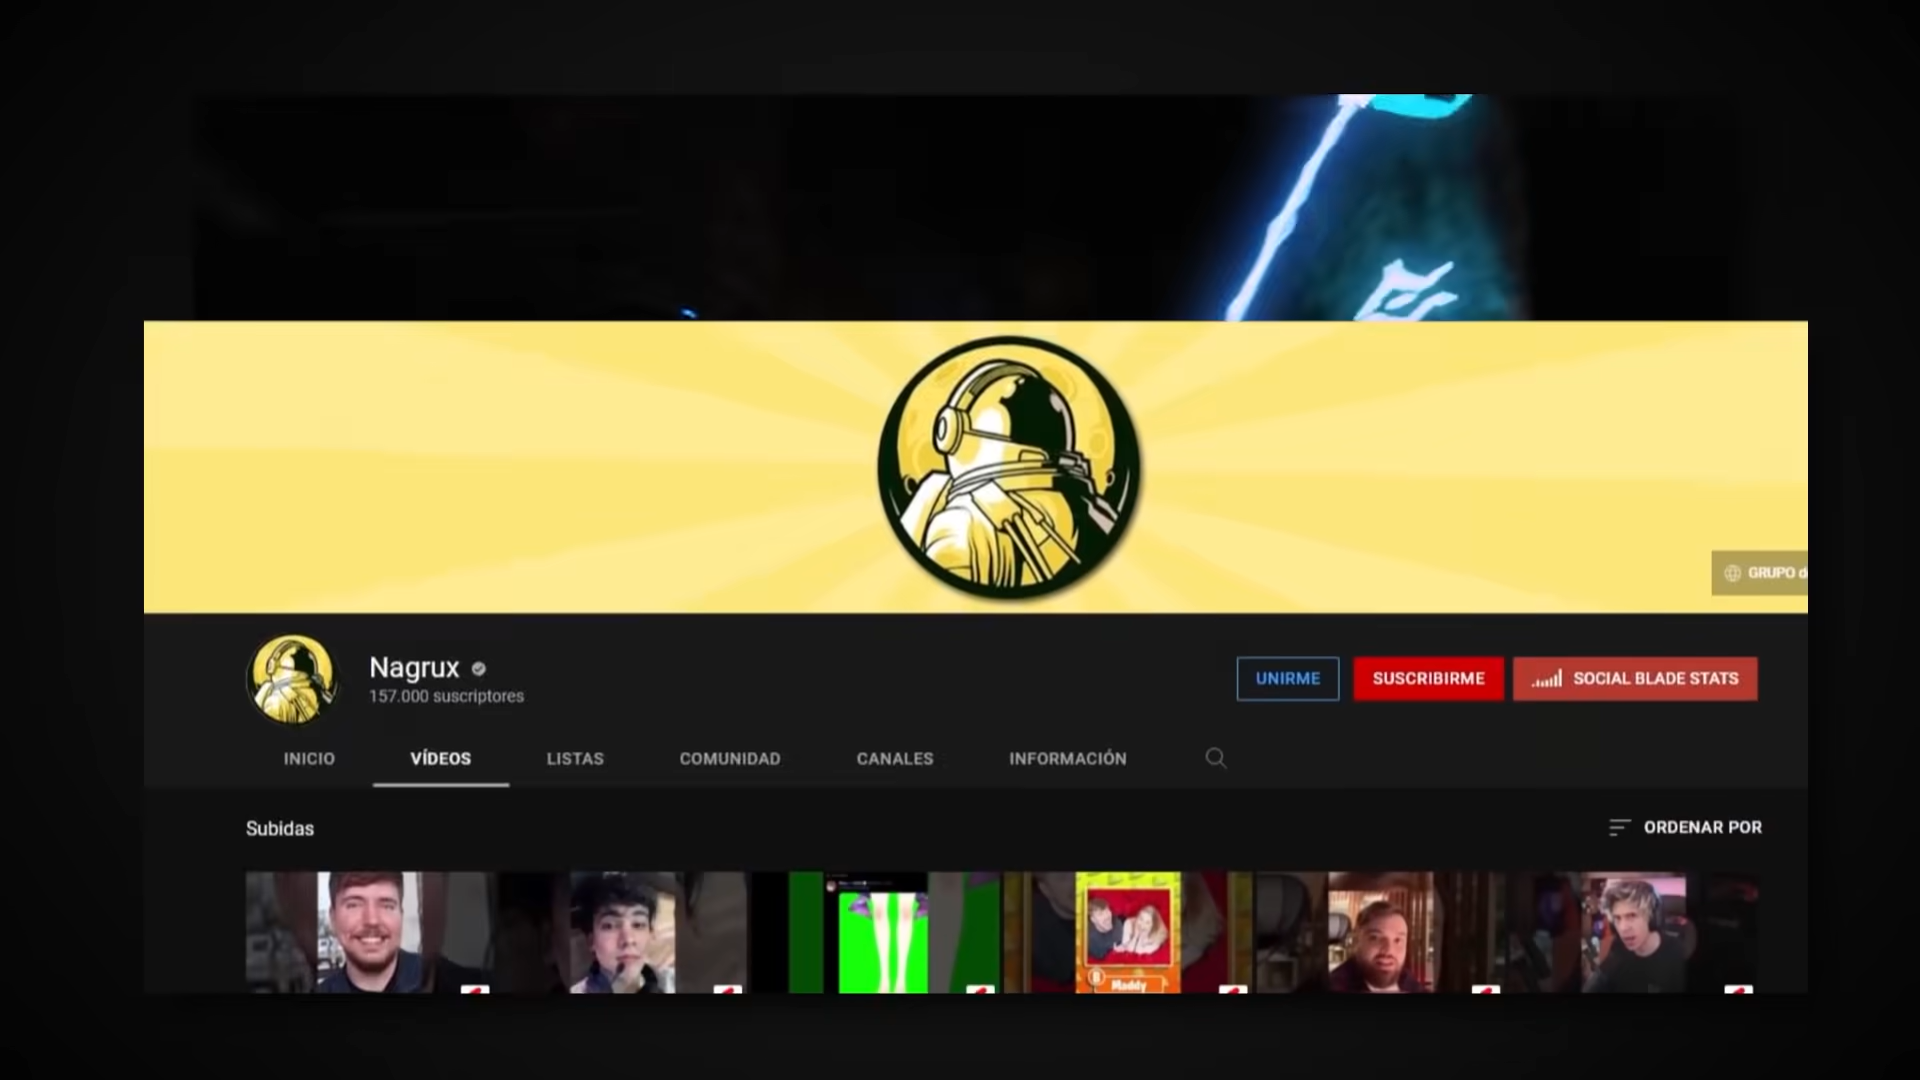 GRUPO d
Nagrux
157.000 suscriptores
UNIRME
SUSCRIBIRME
SOCIAL BLADE STATS
INICIO
VÍDEOS
LISTAS
COMUNIDAD
CANALES
INFORMACIÓN
Subidas
ORDENAR POR
B
Maddy